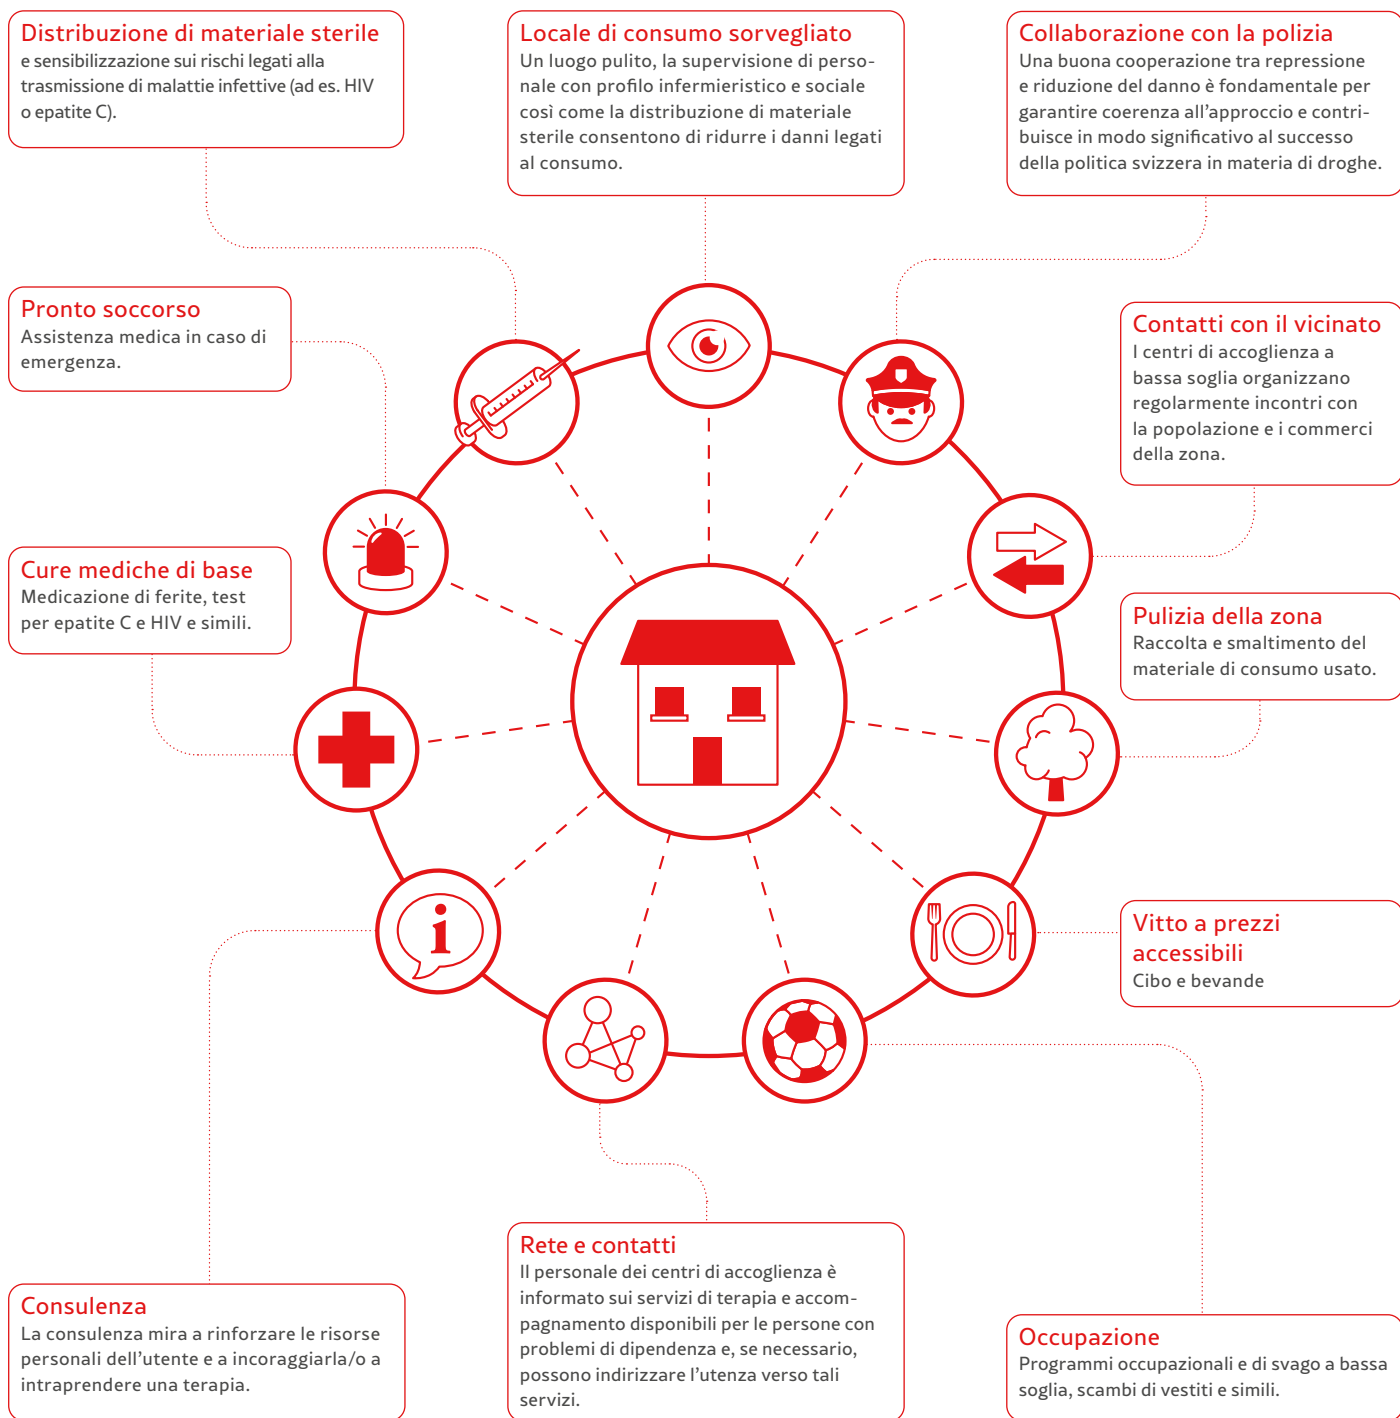 Distribuzione di materiale sterile
e sensibilizzazione sui rischi legati alla
trasmissione di malattie infettive (ad es. HIV
o epatite C).
Locale di consumo sorvegliato
Un luogo pulito, la supervisione di perso-
nale con profilo infermieristico e sociale
così come la distribuzione di materiale
sterile consentono di ridurre i danni legati
al consumo.
Collaborazione con la polizia
Una buona cooperazione tra repressione
e riduzione del danno è fondamentale per
garantire coerenza all’approccio e contri-
buisce in modo significativo al successo
della politica svizzera in materia di droghe.
Pronto soccorso
Assistenza medica in caso di
emergenza.
Contatti con il vicinato
I centri di accoglienza a
bassa soglia organizzano
regolarmente incontri con
la popolazione e i commerci
della zona.
Cure mediche di base
Medicazione di ferite, test
per epatite C e HIV e simili.
Pulizia della zona
Raccolta e smaltimento del
materiale di consumo usato.
i
Vitto a prezzi
accessibili
Cibo e bevande
Rete e contatti
Il personale dei centri di accoglienza è
informato sui servizi di terapia e accom-
pagnamento disponibili per le persone con
problemi di dipendenza e, se necessario,
possono indirizzare l’utenza verso tali
servizi.
Consulenza
La consulenza mira a rinforzare le risorse
personali dell’utente e a incoraggiarla/o a
intraprendere una terapia.
Occupazione
Programmi occupazionali e di svago a bassa
soglia, scambi di vestiti e simili.